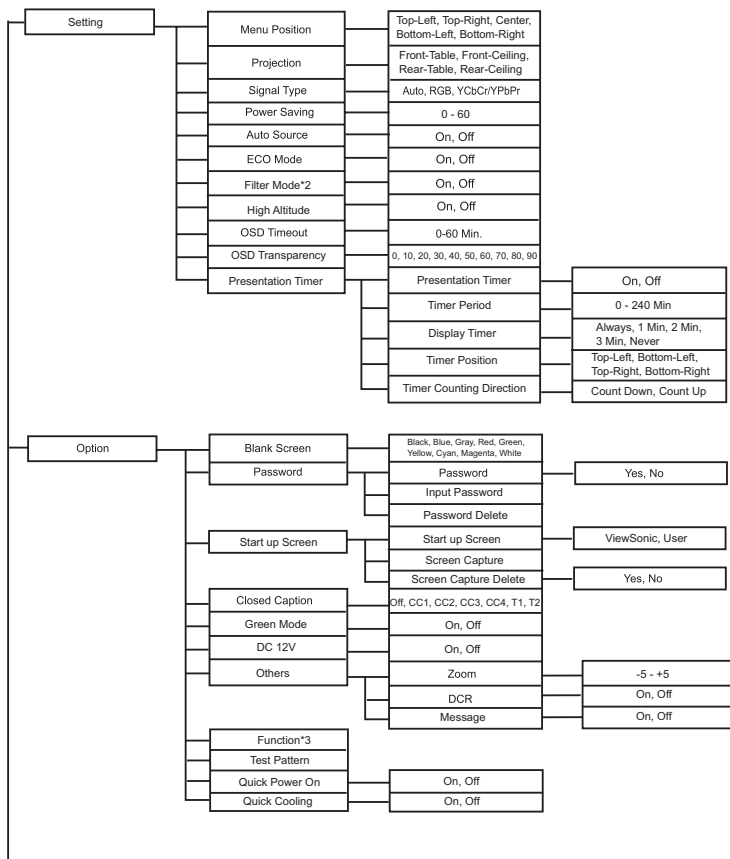 Setting
Menu Position
Top-Left, Top-Right, Center,
Bottom-Left, Bottom-Right
Projection
Front-Table, Front-Ceiling,
Rear-Table, Rear-Ceiling
Signal Type
Auto, RGB, YCbCr/YPbPr
Power Saving
0 - 60
Auto Source
On, Off
ECO Mode
On, Off
Filter Mode*2
On, Off
High Altitude
On, Off
OSD Timeout
0-60 Min.
OSD Transparency
0, 10, 20, 30, 40, 50, 60, 70, 80, 90
Presentation Timer
Presentation Timer
On, Off
Timer Period
0 - 240 Min
Display Timer
Always, 1 Min, 2 Min,
3 Min, Never
Timer Position
Top-Left, Bottom-Left,
Top-Right, Bottom-Right
Timer Counting Direction
Count Down, Count Up
Option
Blank Screen
Black, Blue, Gray, Red, Green,
Yellow, Cyan, Magenta, White
Password
Password
Yes, No
Input Password
Password Delete
Start up Screen
Start up Screen
ViewSonic, User
Screen Capture
Screen Capture Delete
Yes, No
Closed Caption
Off, CC1, CC2, CC3, CC4, T1, T2
Green Mode
On, Off
DC 12V
On, Off
Others
Zoom
-5 - +5
DCR
On, Off
Message
On, Off
Function*3
Test Pattern
Quick Power On
On, Off
Quick Cooling
On, Off